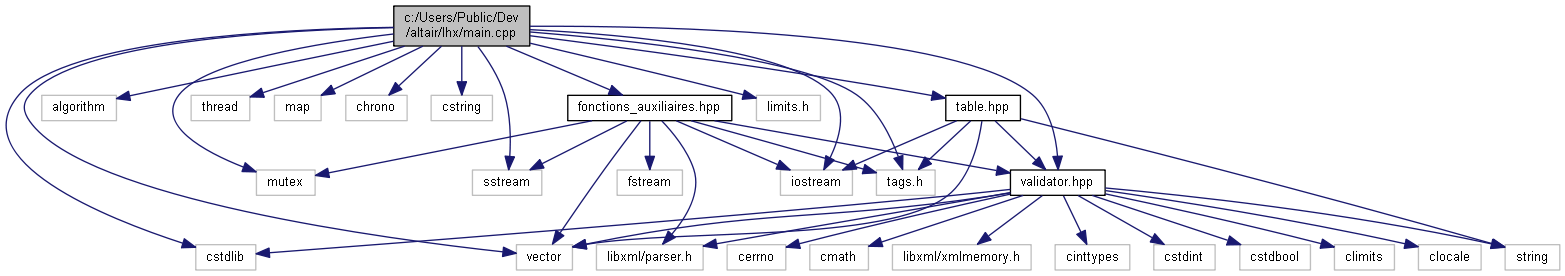 c:/Users/Public/Dev
/altair/lhx/main.cpp
algorithm
thread
map
chrono
cstring
fonctions_auxiliaires.hpp
limits.h
table.hpp
mutex
sstream
fstream
iostream
tags.h
validator.hpp
cstdlib
vector
libxml/parser.h
cerrno
cmath
libxml/xmlmemory.h
cinttypes
cstdint
cstdbool
climits
clocale
string